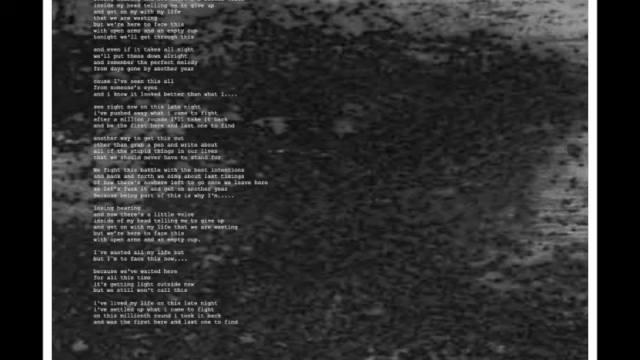 inside my head telling me to give up
and get on my with my life
that we are wasting
but we're here to face this
with open arms and an empty cup
tonight we'll get through this
and even if it takes all night
we'll put these down alright
and remember the perfect melody
from days gone by another year
cause I've seen this all
from someone's eyes
and i know it looked better than what I....
see right now on this late night
i've pushed away what i came to fight
after a million rounds i'll take it back
and be the first here and last one to find
another way to get this out
other than grab a pen and write about
all of the stupid things in our lives
that we should never have to stand for
We fight this battle with the best intentions
and back and forth we sing about last timings
of how there's nowhere left to go once we leave here
so let's fuck it and get on another year
because being part of this is why I'm.....
losing hearing
and now there's a little voice
inside of my head telling me to give up
and get on with my life that we are wasting
but we're here to face this
with open arms and an empty cup.
I've wasted all my life but
but I'm to face this now....
because we've waited here
for all this time
it's getting light outside now
but we still won't call this
i've lived my life on this late night
i've settled up what i came to fight
on this millionth round i took it back
and was the first here and last one to find